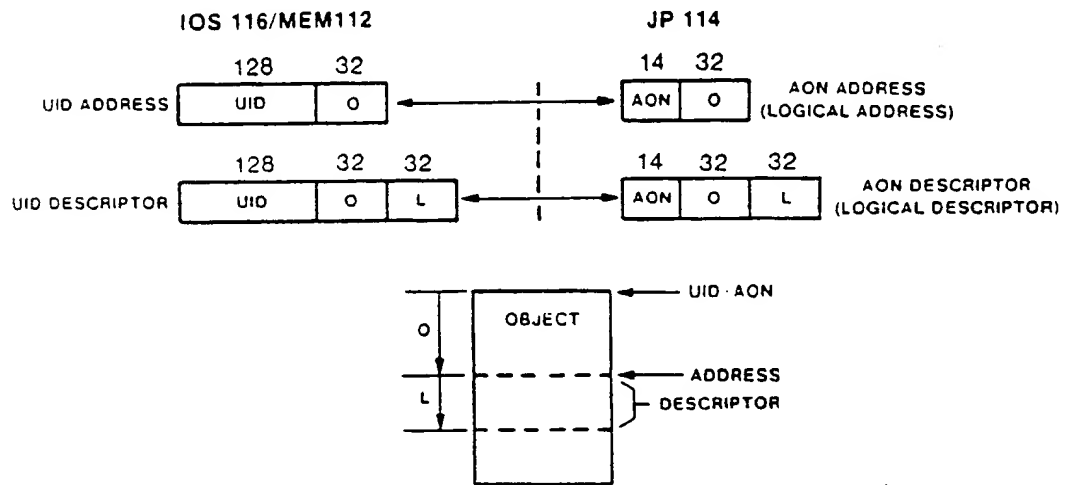 IOS 116/MEM112
JP 114
128 32
14 32
UID ADDRESS UID O
AON O AON ADDRESS
(LOGICAL ADDRESS)
128 32 32
14 32 32
UID DESCRIPTOR UID O L
AON O L AON DESCRIPTOR
(LOGICAL DESCRIPTOR)
UID · AON
OBJECT
O
ADDRESS
L
DESCRIPTOR